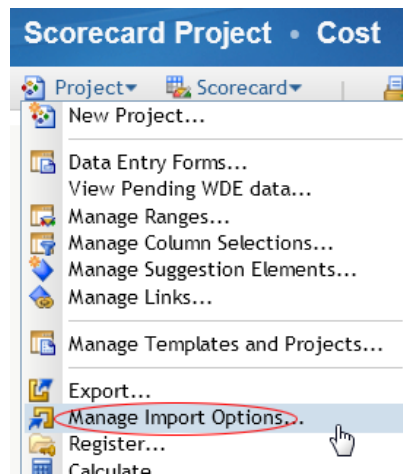 Scorecard Project • Cost
Project▾ Scorecard▾ |
New Project...
Data Entry Forms...
View Pending WDE data...
Manage Ranges...
Manage Column Selections...
Manage Suggestion Elements...
Manage Links...
Manage Templates and Projects...
Export...
Manage Import Options...
Register...
Calculate